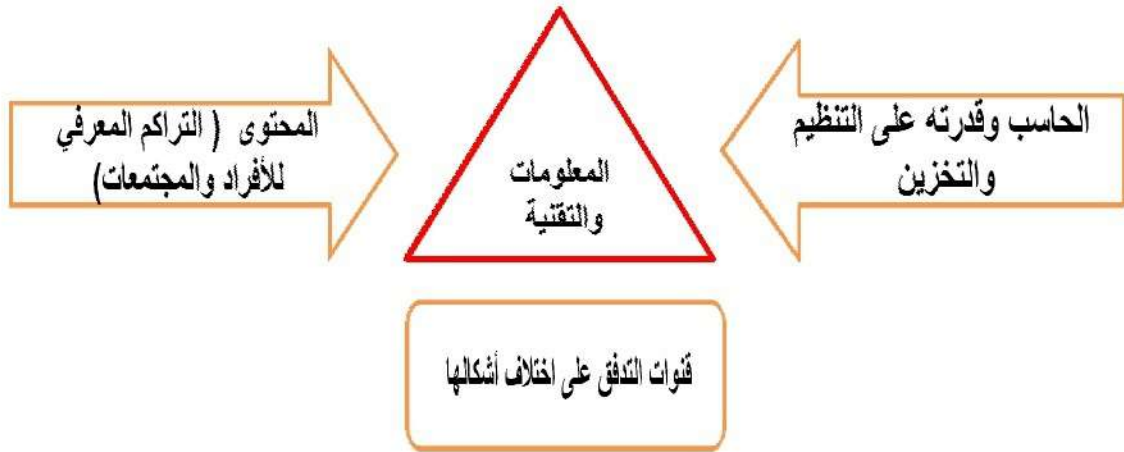 الحاسب وقدرته على التنظيم
والتخزين
المعلومات
والتقنية
المحتوى ( التراكم المعرفي
للأفراد والمجتمعات)
قنوات التدفق على اختلاف أشكالها